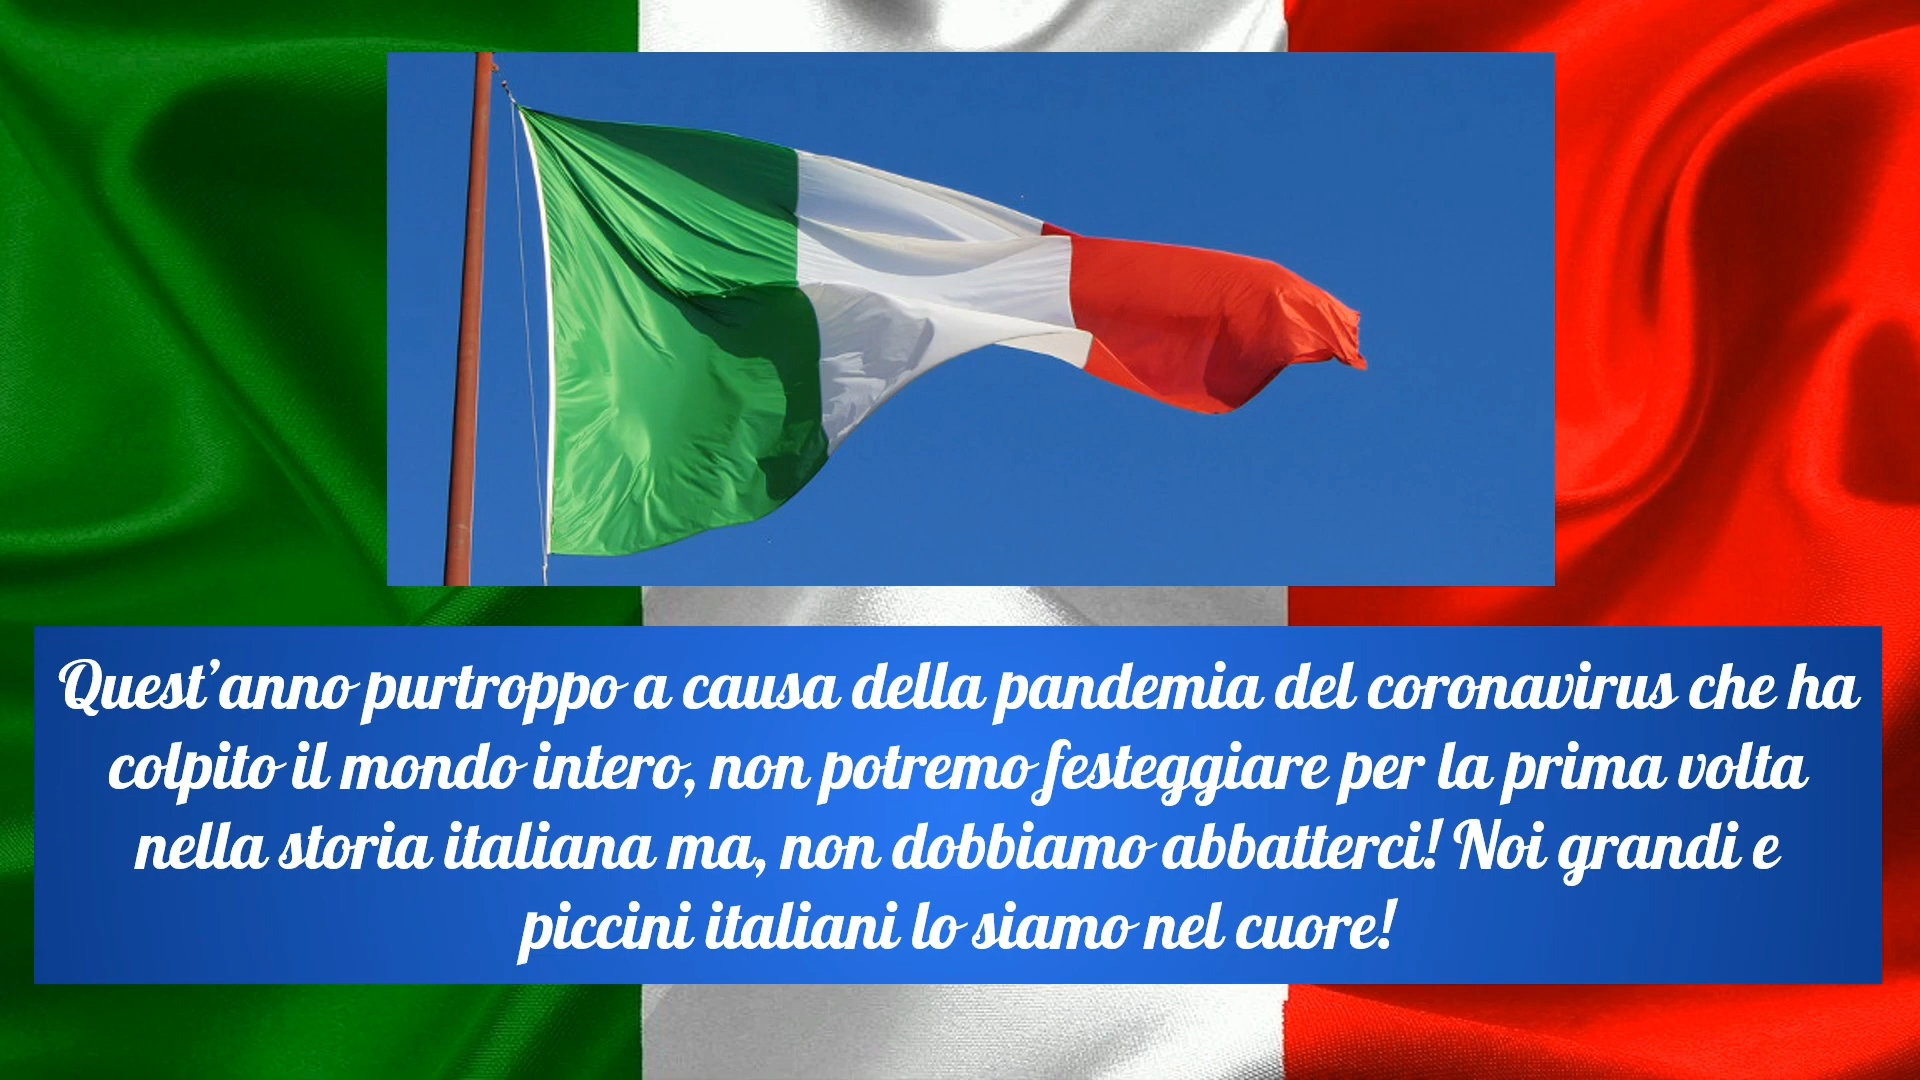 Quest’anno purtroppo a causa della pandemia del coronavirus che ha
colpito il mondo intero, non potremo festeggiare per la prima volta
nella storia italiana ma, non dobbiamo abbatterci! Noi grandi e
piccini italiani lo siamo nel cuore!